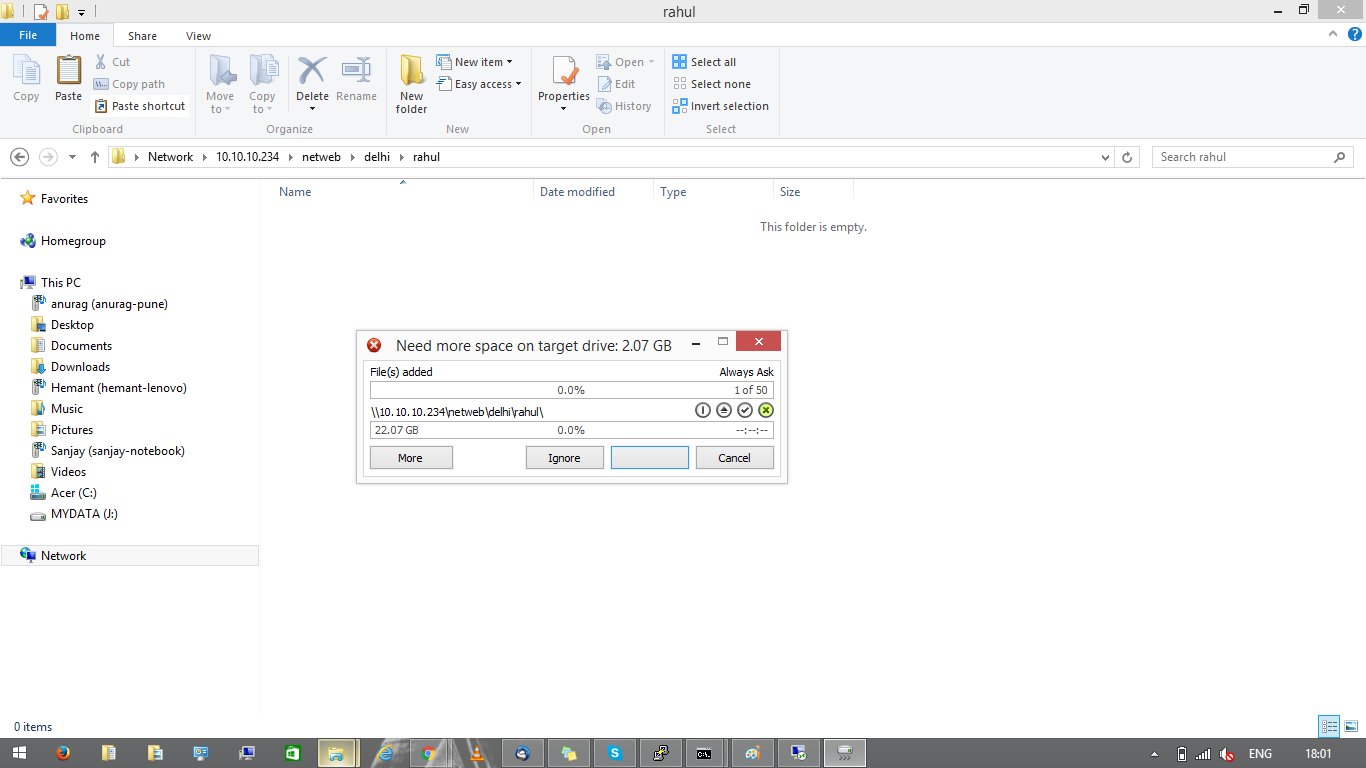 rahul
File
Home
Share
View
Copy
Paste
Cut
Copy path
Paste shortcut
Clipboard
Move to
Copy to
Delete
Rename
Organize
New folder
New item
Easy access
New
Properties
Open
Edit
History
Open
Select all
Select none
Invert selection
Select
Network 10.10.10.234 netweb delhi rahul
Search rahul
Name
Date modified
Type
Size
This folder is empty.
Favorites
Homegroup
This PC
anurag (anurag-pune)
Desktop
Documents
Downloads
Hemant (hemant-lenovo)
Music
Pictures
Sanjay (sanjay-notebook)
Videos
Acer (C:)
MYDATA (J:)
Network
Need more space on target drive: 2.07 GB
File(s) added
Always Ask
0.0%
1 of 50
\\10.10.10.234\netweb\delhi\rahul\
22.07 GB
0.0%
--:--:--
More
Ignore
Cancel
0 items
ENG
18:01